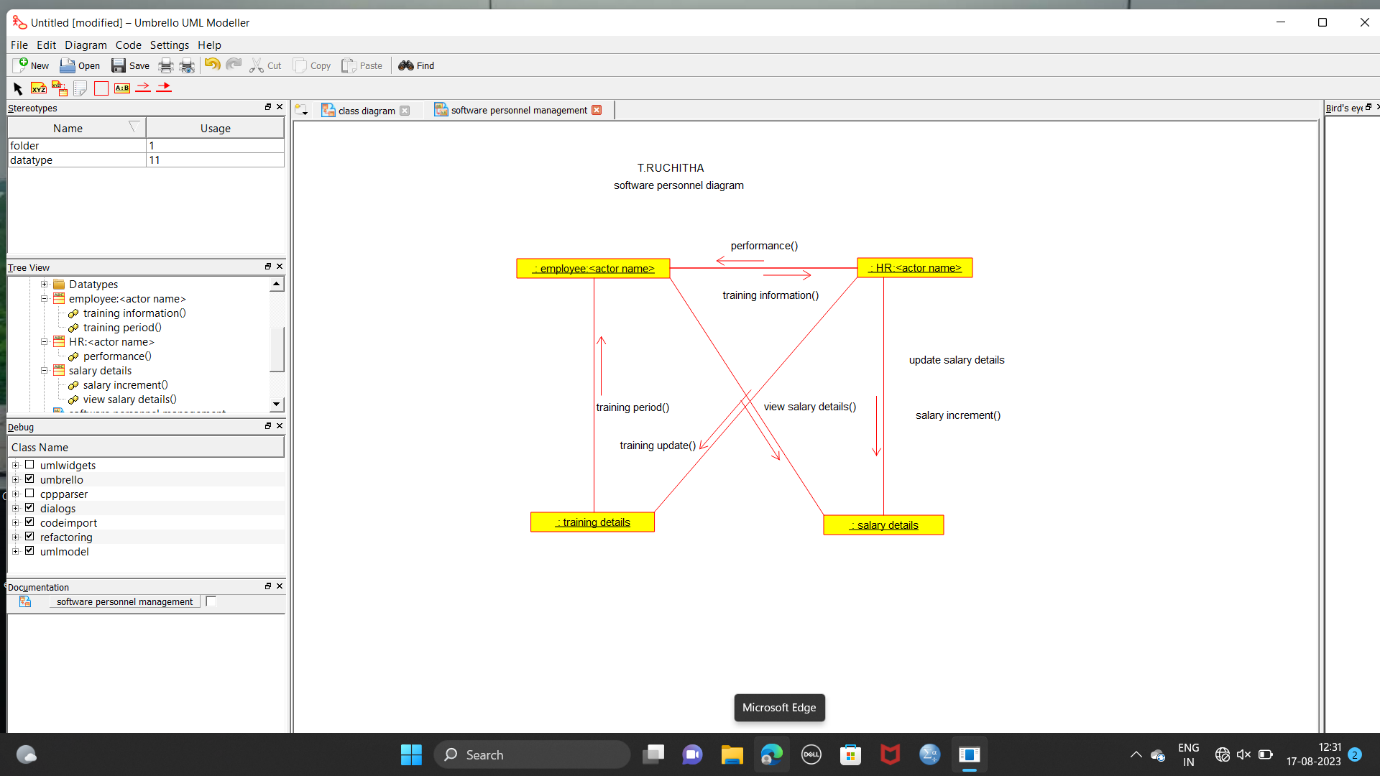 Untitled [modified] – Umbrello UML Modeller
File Edit Diagram Code Settings Help
New Open Save Cut Copy Paste Find
XYZ A:B
Stereotypes
Name Usage
folder 1
datatype 11
Tree View
Datatypes
employee:<actor name>
training information()
training period()
HR:<actor name>
performance()
salary details
salary increment()
view salary details()
software personnel management
Debug
Class Name
umlwidgets
umbrello
cppparser
dialogs
codeimport
refactoring
umlmodel
Documentation
software personnel management
class diagram software personnel management
Bird's eye
T.RUCHITHA
software personnel diagram
performance()
: employee:<actor name> : HR:<actor name>
training information()
update salary details
training period() view salary details() salary increment()
training update()
: training details : salary details
Microsoft Edge
Search
DELL
ENG
IN
12:31
17-08-2023
2